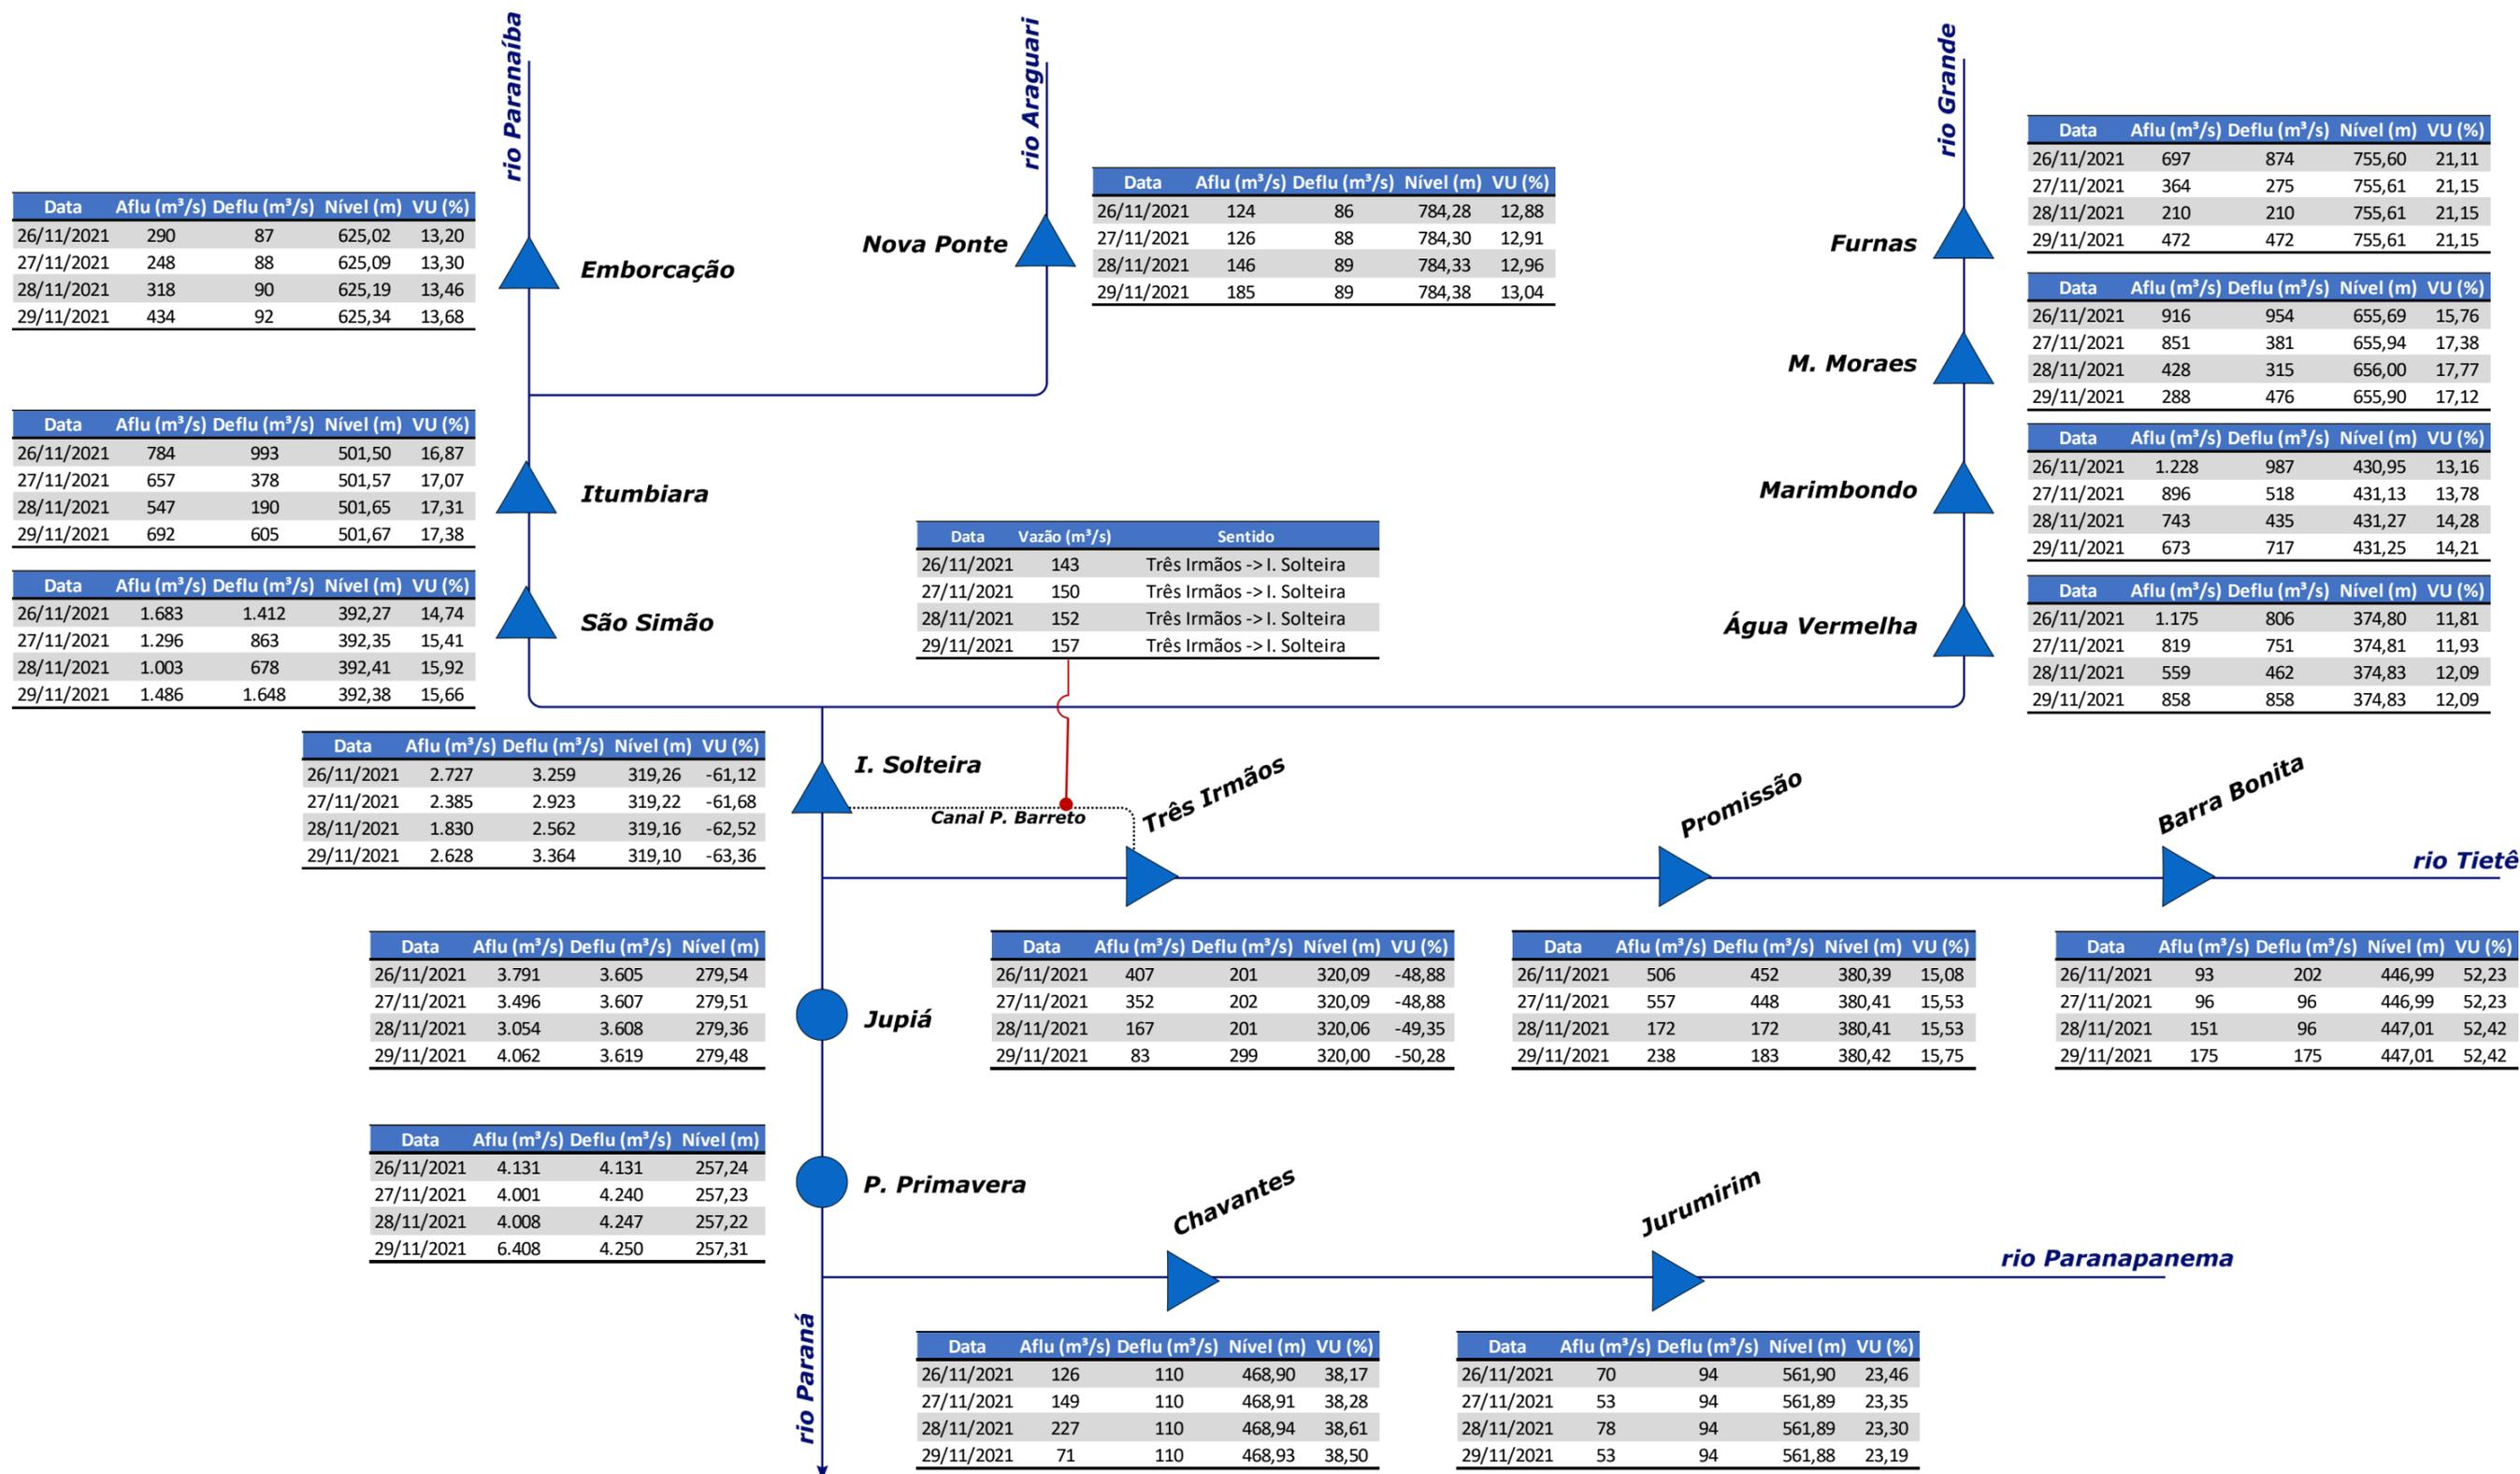 rio Paranaíba
rio Araguari
rio Grande
Data Aflu (m³/s) Deflu (m³/s) Nível (m) VU (%)
26/11/2021 697 874 755,60 21,11
27/11/2021 364 275 755,61 21,15
28/11/2021 210 210 755,61 21,15
29/11/2021 472 472 755,61 21,15
Furnas
Data Aflu (m³/s) Deflu (m³/s) Nível (m) VU (%)
26/11/2021 124 86 784,28 12,88
27/11/2021 126 88 784,30 12,91
28/11/2021 146 89 784,33 12,96
29/11/2021 185 89 784,38 13,04
Nova Ponte
Data Aflu (m³/s) Deflu (m³/s) Nível (m) VU (%)
26/11/2021 290 87 625,02 13,20
27/11/2021 248 88 625,09 13,30
28/11/2021 318 90 625,19 13,46
29/11/2021 434 92 625,34 13,68
Emborcação
Data Aflu (m³/s) Deflu (m³/s) Nível (m) VU (%)
26/11/2021 916 954 655,69 15,76
27/11/2021 851 381 655,94 17,38
28/11/2021 428 315 656,00 17,77
29/11/2021 288 476 655,90 17,12
M. Moraes
Data Aflu (m³/s) Deflu (m³/s) Nível (m) VU (%)
26/11/2021 784 993 501,50 16,87
27/11/2021 657 378 501,57 17,07
28/11/2021 547 190 501,65 17,31
29/11/2021 692 605 501,67 17,38
Itumbiara
Data Aflu (m³/s) Deflu (m³/s) Nível (m) VU (%)
26/11/2021 1.228 987 430,95 13,16
27/11/2021 896 518 431,13 13,78
28/11/2021 743 435 431,27 14,28
29/11/2021 673 717 431,25 14,21
Marimbondo
Data Vazão (m³/s) Sentido
26/11/2021 143 Três Irmãos -> I. Solteira
27/11/2021 150 Três Irmãos -> I. Solteira
28/11/2021 152 Três Irmãos -> I. Solteira
29/11/2021 157 Três Irmãos -> I. Solteira
Data Aflu (m³/s) Deflu (m³/s) Nível (m) VU (%)
26/11/2021 1.683 1.412 392,27 14,74
27/11/2021 1.296 863 392,35 15,41
28/11/2021 1.003 678 392,41 15,92
29/11/2021 1.486 1.648 392,38 15,66
São Simão
Data Aflu (m³/s) Deflu (m³/s) Nível (m) VU (%)
26/11/2021 1.175 806 374,80 11,81
27/11/2021 819 751 374,81 11,93
28/11/2021 559 462 374,83 12,09
29/11/2021 858 858 374,83 12,09
Água Vermelha
Data Aflu (m³/s) Deflu (m³/s) Nível (m) VU (%)
26/11/2021 2.727 3.259 319,26 -61,12
27/11/2021 2.385 2.923 319,22 -61,68
28/11/2021 1.830 2.562 319,16 -62,52
29/11/2021 2.628 3.364 319,10 -63,36
I. Solteira
Canal P. Barreto
Três Irmãos
Promissão
Barra Bonita
rio Tietê
Data Aflu (m³/s) Deflu (m³/s) Nível (m)
26/11/2021 3.791 3.605 279,54
27/11/2021 3.496 3.607 279,51
28/11/2021 3.054 3.608 279,36
29/11/2021 4.062 3.619 279,48
Jupiá
Data Aflu (m³/s) Deflu (m³/s) Nível (m) VU (%)
26/11/2021 407 201 320,09 -48,88
27/11/2021 352 202 320,09 -48,88
28/11/2021 167 201 320,06 -49,35
29/11/2021 83 299 320,00 -50,28
Data Aflu (m³/s) Deflu (m³/s) Nível (m) VU (%)
26/11/2021 506 452 380,39 15,08
27/11/2021 557 448 380,41 15,53
28/11/2021 172 172 380,41 15,53
29/11/2021 238 183 380,42 15,75
Data Aflu (m³/s) Deflu (m³/s) Nível (m) VU (%)
26/11/2021 93 202 446,99 52,23
27/11/2021 96 96 446,99 52,23
28/11/2021 151 96 447,01 52,42
29/11/2021 175 175 447,01 52,42
Data Aflu (m³/s) Deflu (m³/s) Nível (m)
26/11/2021 4.131 4.131 257,24
27/11/2021 4.001 4.240 257,23
28/11/2021 4.008 4.247 257,22
29/11/2021 6.408 4.250 257,31
P. Primavera
Chavantes
Jurumirim
rio Paranapanema
rio Paraná
Data Aflu (m³/s) Deflu (m³/s) Nível (m) VU (%)
26/11/2021 126 110 468,90 38,17
27/11/2021 149 110 468,91 38,28
28/11/2021 227 110 468,94 38,61
29/11/2021 71 110 468,93 38,50
Data Aflu (m³/s) Deflu (m³/s) Nível (m) VU (%)
26/11/2021 70 94 561,90 23,46
27/11/2021 53 94 561,89 23,35
28/11/2021 78 94 561,89 23,30
29/11/2021 53 94 561,88 23,19